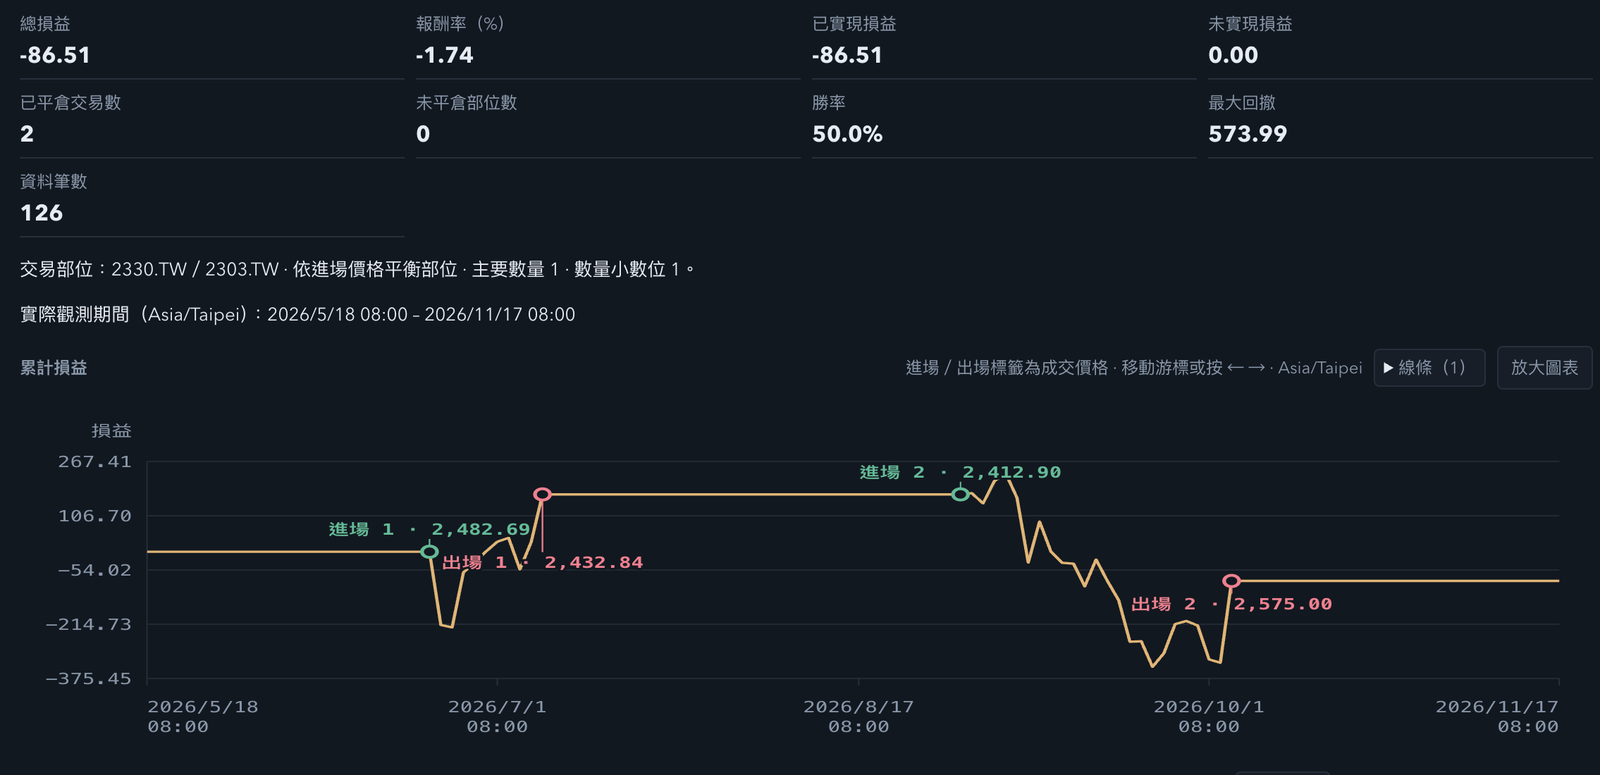 總損益 報酬率（%） 已實現損益 未實現損益
-86.51 -1.74 -86.51 0.00
已平倉交易數 未平倉部位數 勝率 最大回撤
2 0 50.0% 573.99
資料筆數
126
交易部位：2330.TW / 2303.TW · 依進場價格平衡部位 · 主要數量 1 · 數量小數位 1。
實際觀測期間（Asia/Taipei）：2026/5/18 08:00 – 2026/11/17 08:00
累計損益 進場 / 出場標籤為成交價格 · 移動游標或按 ←→ · Asia/Taipei ▶ 線條（1） 放大圖表
損益
267.41
進場 2 · 2,412.90
106.70
進場 1 · 2,482.69
出場 1 · 2,432.84
−54.02
出場 2 · 2,575.00
−214.73
−375.45
2026/5/18 2026/7/1 2026/8/17 2026/10/1 2026/11/17
08:00 08:00 08:00 08:00 08:00